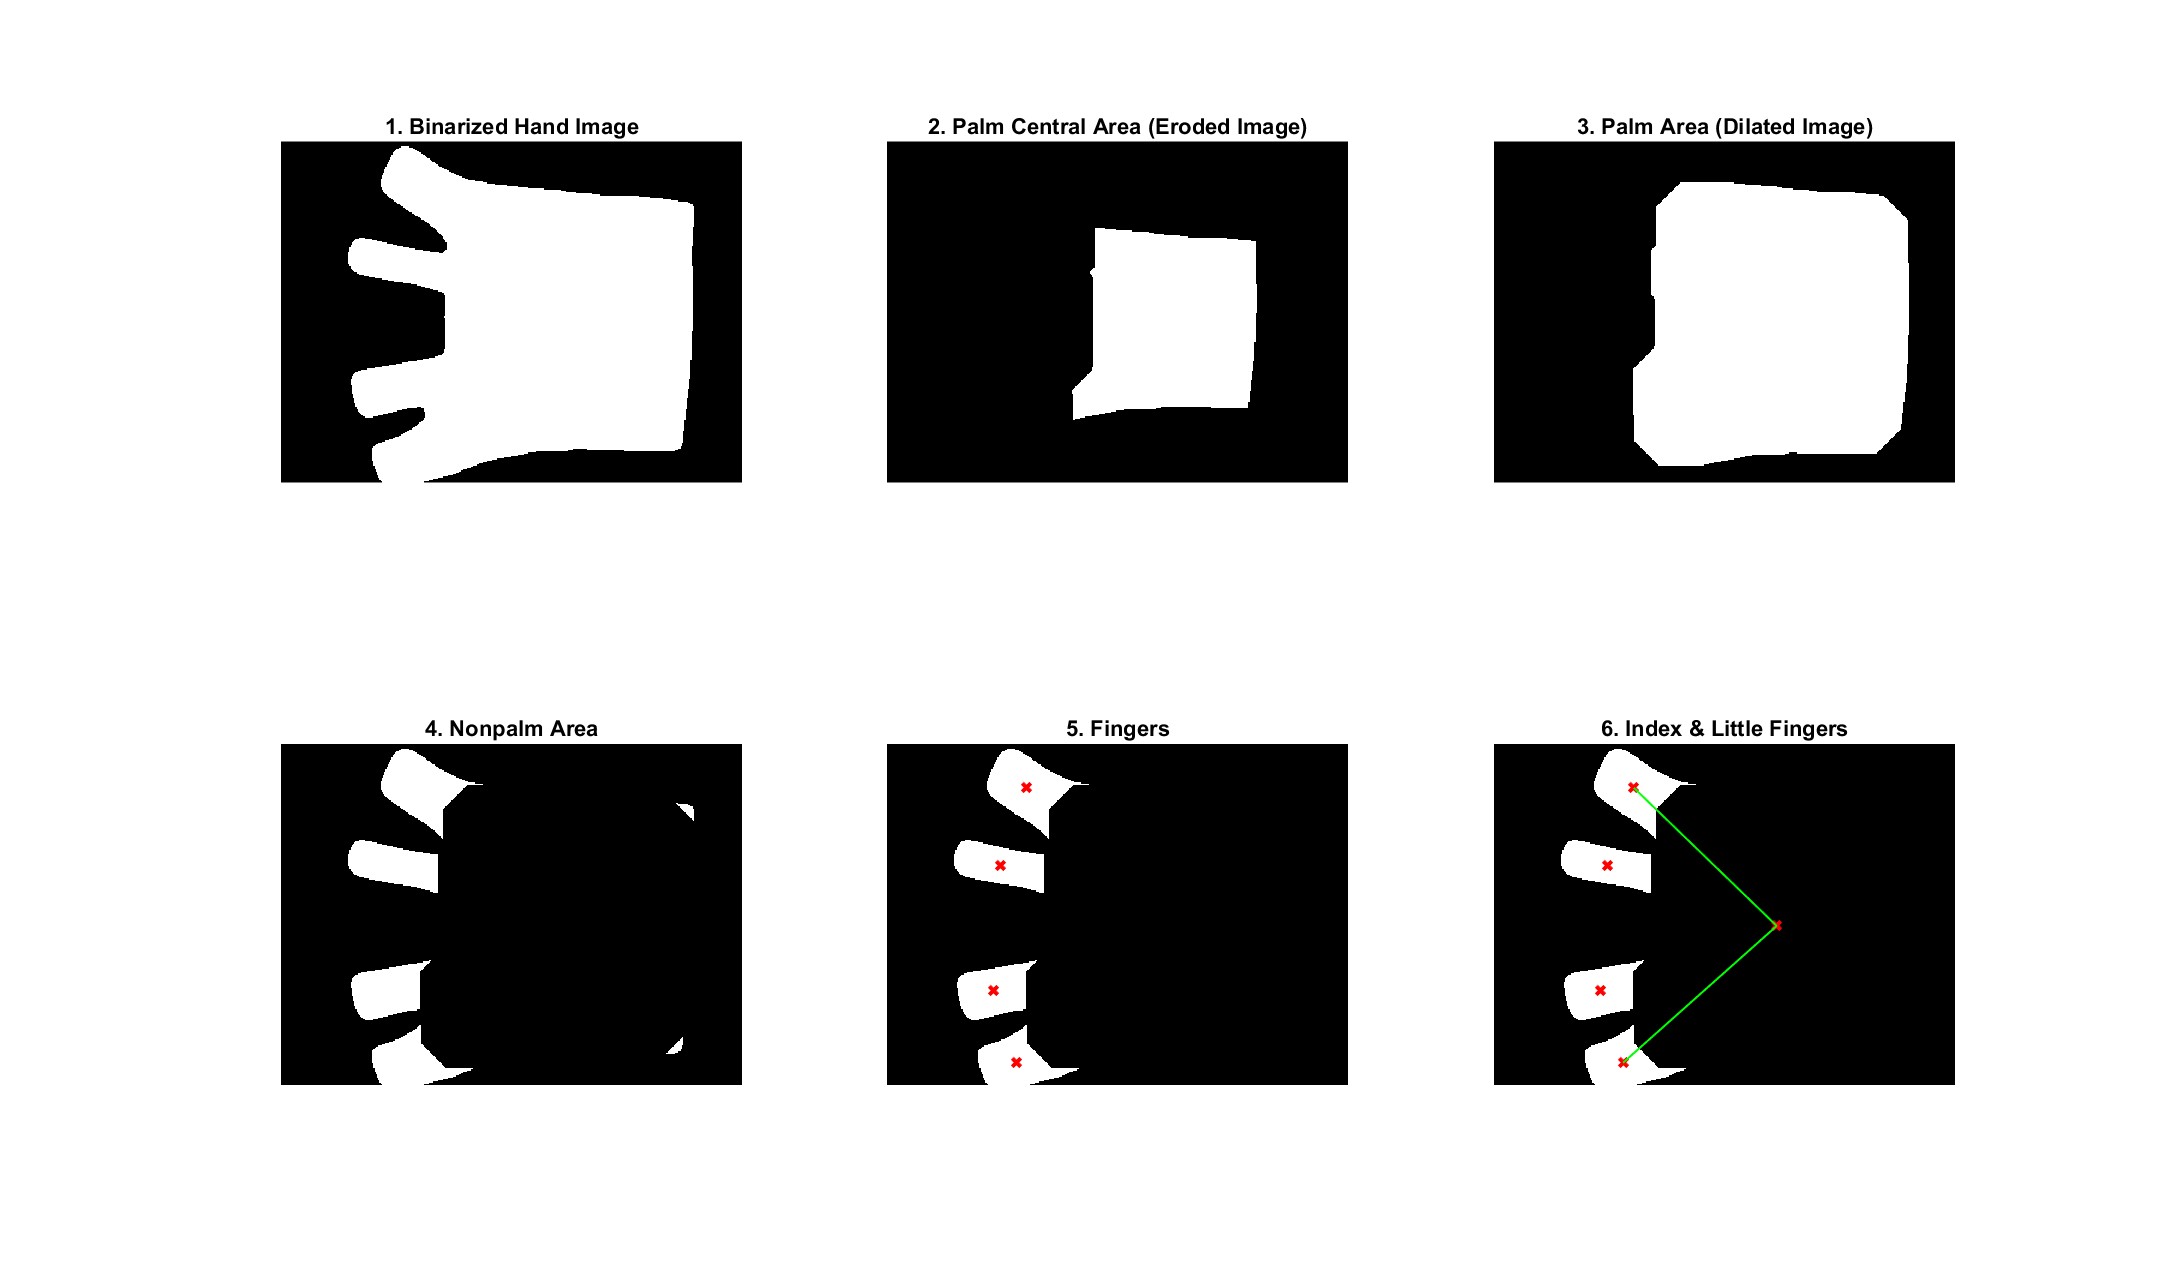 1. Binarized Hand Image
2. Palm Central Area (Eroded Image)
3. Palm Area (Dilated Image)
4. Nonpalm Area
5. Fingers
6. Index & Little Fingers